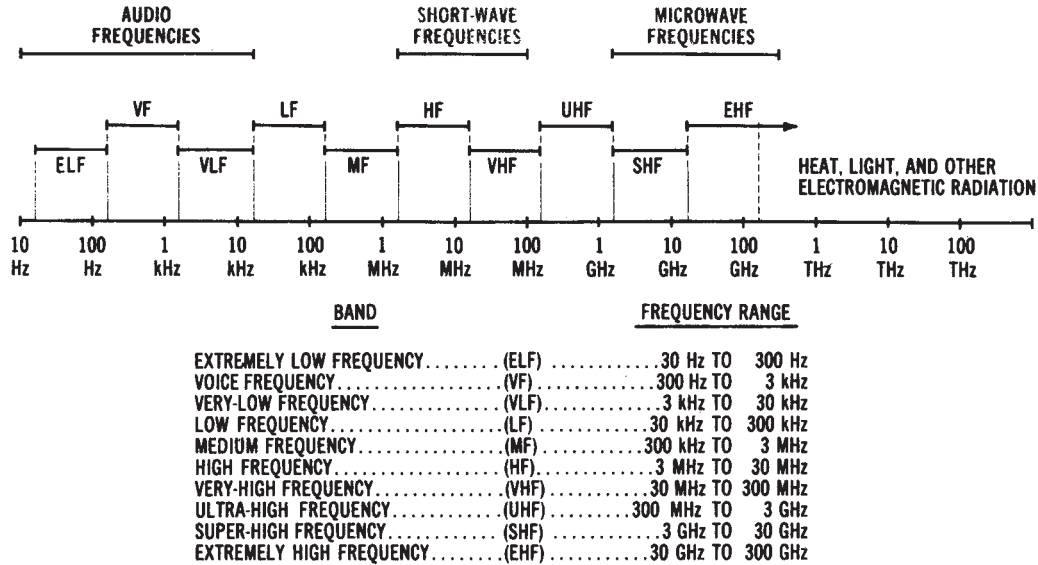 AUDIO FREQUENCIES
SHORT-WAVE FREQUENCIES
MICROWAVE FREQUENCIES
VF
LF
HF
UHF
EHF
ELF
VLF
MF
VHF
SHF
HEAT, LIGHT, AND OTHER
ELECTROMAGNETIC RADIATION
10 100 1 10 100 1 10 100 1 10 100 1 10 100
Hz Hz kHz kHz kHz MHz MHz MHz GHz GHz GHz THz THz THz
BAND FREQUENCY RANGE
EXTREMELY LOW FREQUENCY........(ELF)............30 Hz TO 300 Hz
VOICE FREQUENCY....................(VF)............300 Hz TO 3 kHz
VERY-LOW FREQUENCY...............(VLF).............3 kHz TO 30 kHz
LOW FREQUENCY.....................(LF).............30 kHz TO 300 kHz
MEDIUM FREQUENCY.................(MF)............300 kHz TO 3 MHz
HIGH FREQUENCY....................(HF).............3 MHz TO 30 MHz
VERY-HIGH FREQUENCY..............(VHF)...........30 MHz TO 300 MHz
ULTRA-HIGH FREQUENCY.............(UHF).........300 MHz TO 3 GHz
SUPER-HIGH FREQUENCY.............(SHF)............3 GHz TO 30 GHz
EXTREMELY HIGH FREQUENCY.......(EHF)...........30 GHz TO 300 GHz